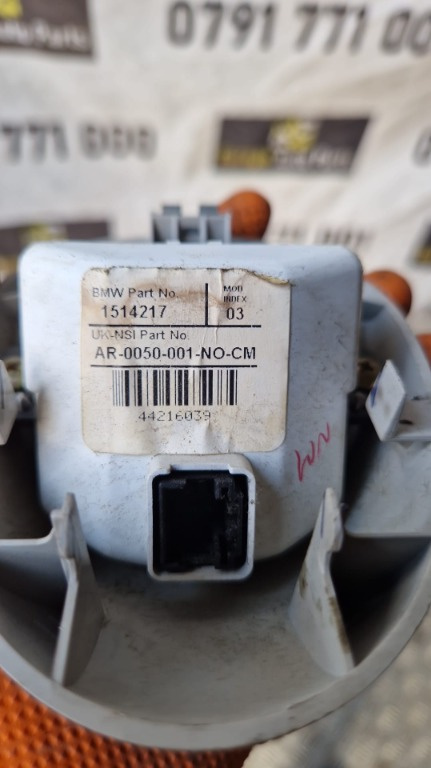 0791 771 00
771 000
BMW Part No.
MOD INDEX
1514217
03
UK-NSI Part No.
AR-0050-001-NO-CM
44216039